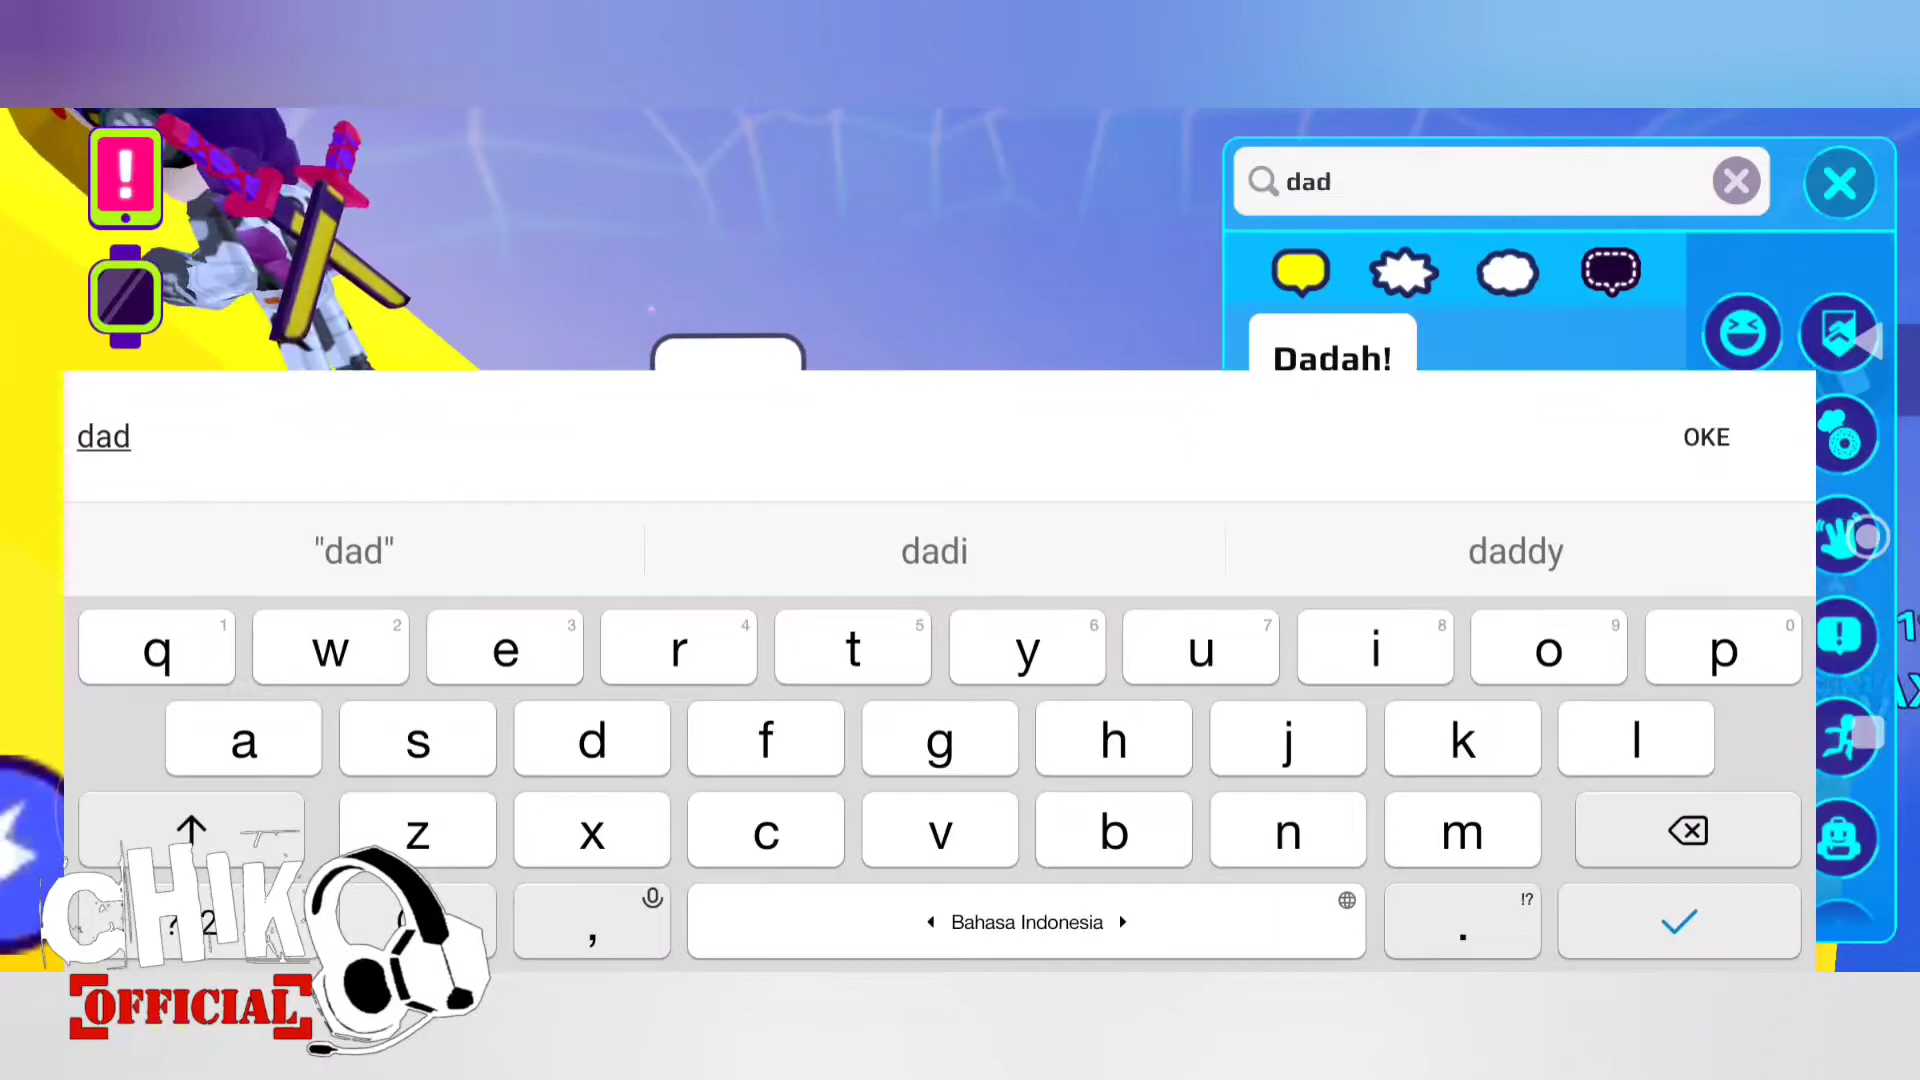 dad
Dadah!
dad
OKE
"dad"
dadi
daddy
q 1 w 2 e 3 r 4 t 5 y 6 u 7 i 8 o 9 p 0
a s d f g h j k l
z x c v b n m
, Bahasa Indonesia . !?
CHIKO
OFFICIAL